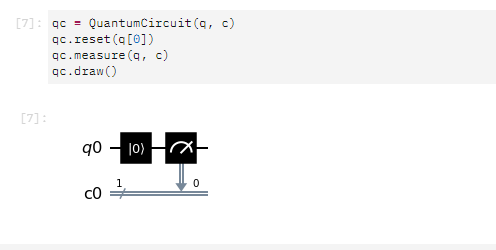 [7]: qc = QuantumCircuit(q, c)
qc.reset(q[0])
qc.measure(q, c)
qc.draw()
[7]:
q0 |0⟩
c0 1 0